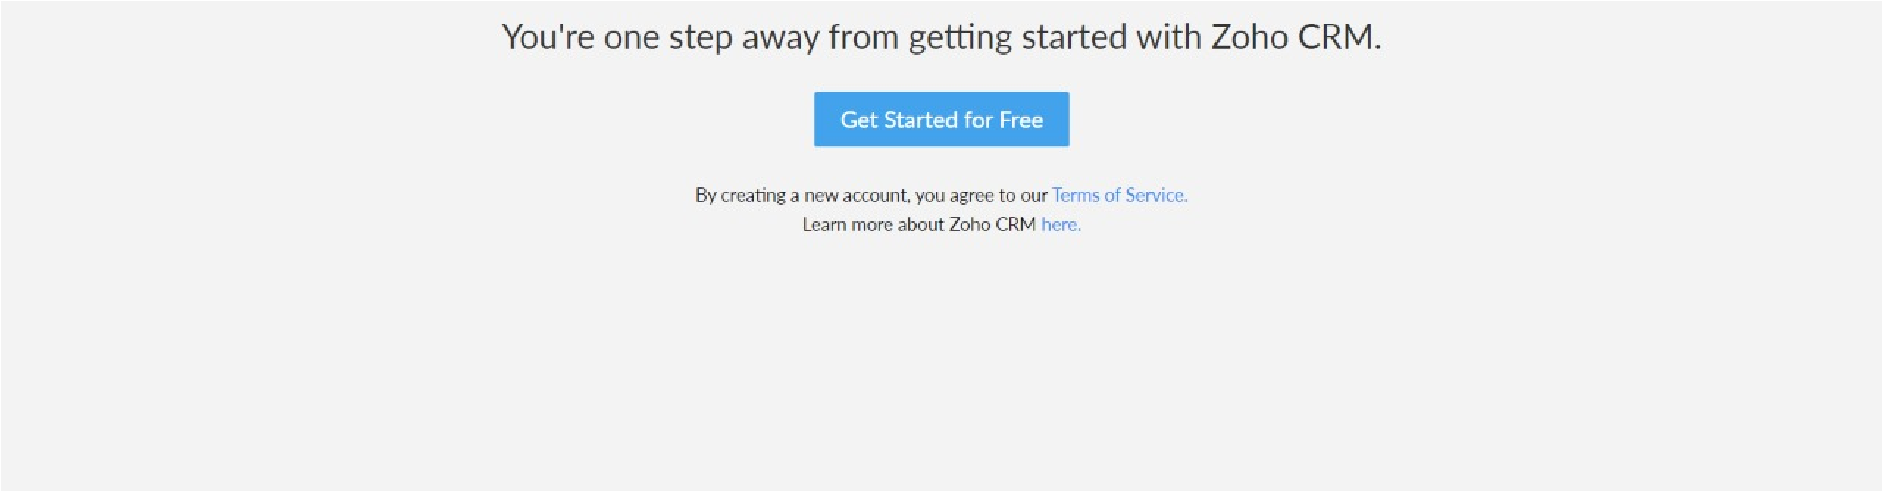 You're one step away from getting started with Zoho CRM.
Get Started for Free
By creating a new account, you agree to our Terms of Service.
Learn more about Zoho CRM here.